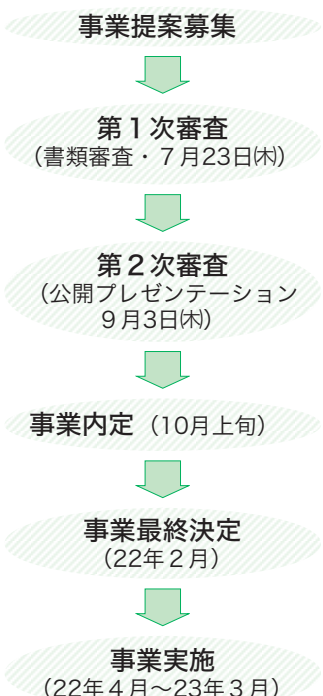 事業提案募集
第1次審査
（書類審査・７月23日㈭）
第２次審査
（公開プレゼンテーション
９月3日㈭）
事業内定（10月上旬）
事業最終決定
（22年２月）
事業実施
（22年４月～23年３月）